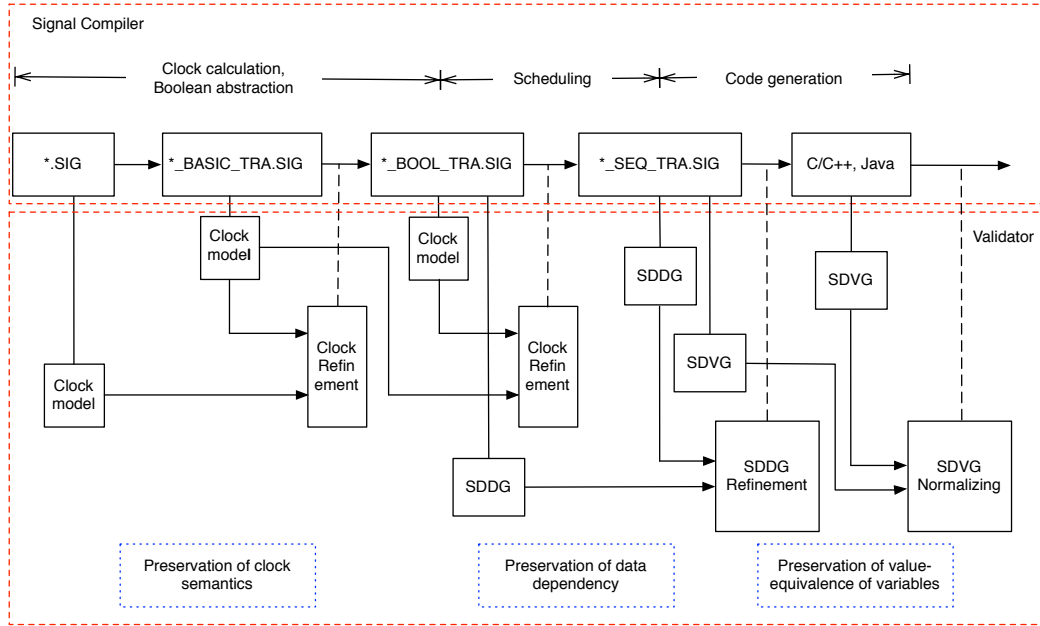 Signal Compiler
Clock calculation,
Boolean abstraction
Scheduling
Code generation
*.SIG
*_BASIC_TRA.SIG
*_BOOL_TRA.SIG
*_SEQ_TRA.SIG
C/C++, Java
Validator
Clock
model
Clock
model
SDDG
SDVG
Clock
Refin
ement
Clock
Refin
ement
SDVG
Clock
model
SDDG
SDDG
Refinement
SDVG
Normalizing
Preservation of clock
semantics
Preservation of data
dependency
Preservation of value-
equivalence of variables